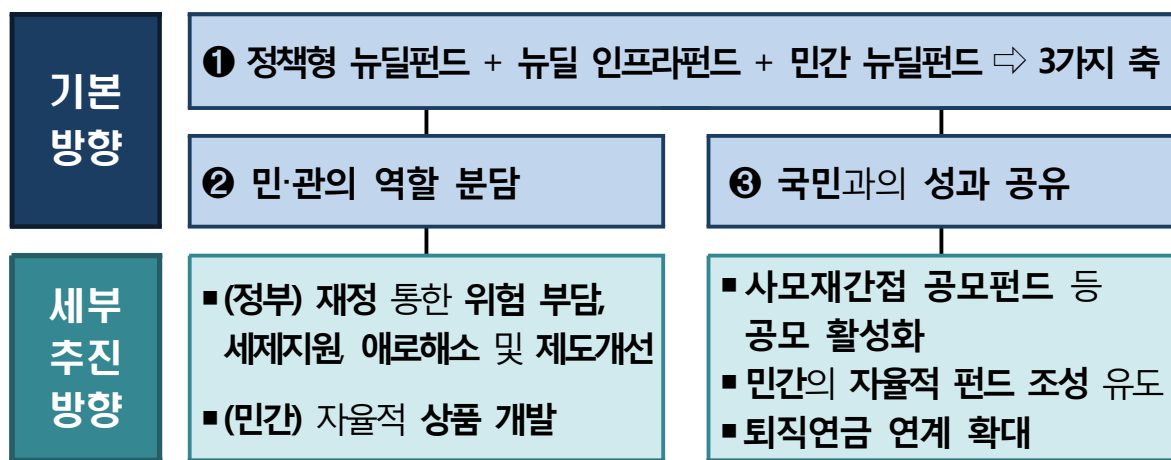 기본
방향
❶ 정책형 뉴딜펀드 + 뉴딜 인프라펀드 + 민간 뉴딜펀드 ⇨ 3가지 축
❷ 민·관의 역할 분담
❸ 국민과의 성과 공유
세부
추진
방향
▪(정부) 재정 통한 위험 부담,
세제지원, 애로해소 및 제도개선
▪(민간) 자율적 상품 개발
▪사모재간접 공모펀드 등
공모 활성화
▪민간의 자율적 펀드 조성 유도
▪퇴직연금 연계 확대